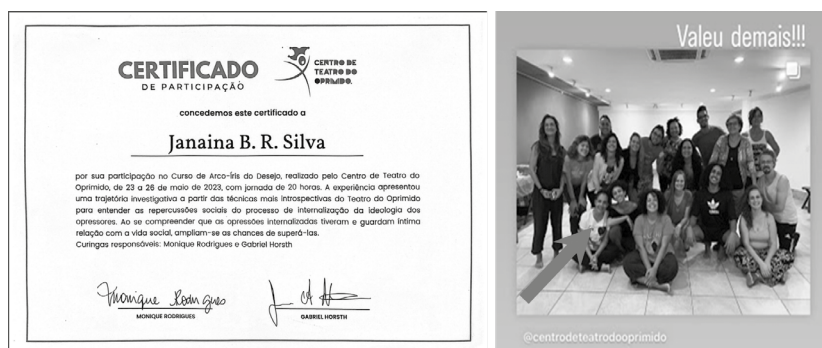 CERTIFICADO
DE PARTICIPAÇÃO
CENTRO DE
TEATRO DO
OPRIMIDO.
concedemos este certificado a
Janaina B. R. Silva
por sua participação no Curso de Arco-Íris do Desejo, realizado pelo Centro de Teatro do
Oprimido, de 23 a 26 de maio de 2023, com jornada de 20 horas. A experiência apresentou
uma trajetória investigativa a partir das técnicas mais introspectivas do Teatro do Oprimido
para entender as repercussões sociais do processo de internalização da ideologia dos
opressores. Ao se compreender que as opressões internalizadas tiveram e guardam íntima
relação com a vida social, ampliam-se as chances de superá-las.
Curingas responsáveis: Monique Rodrigues e Gabriel Horsth
Monique Rodrigues
MONIQUE RODRIGUES
GABRIEL HORSTH
Valeu demais!!!
adidas
@centrodeteatrodooprimido